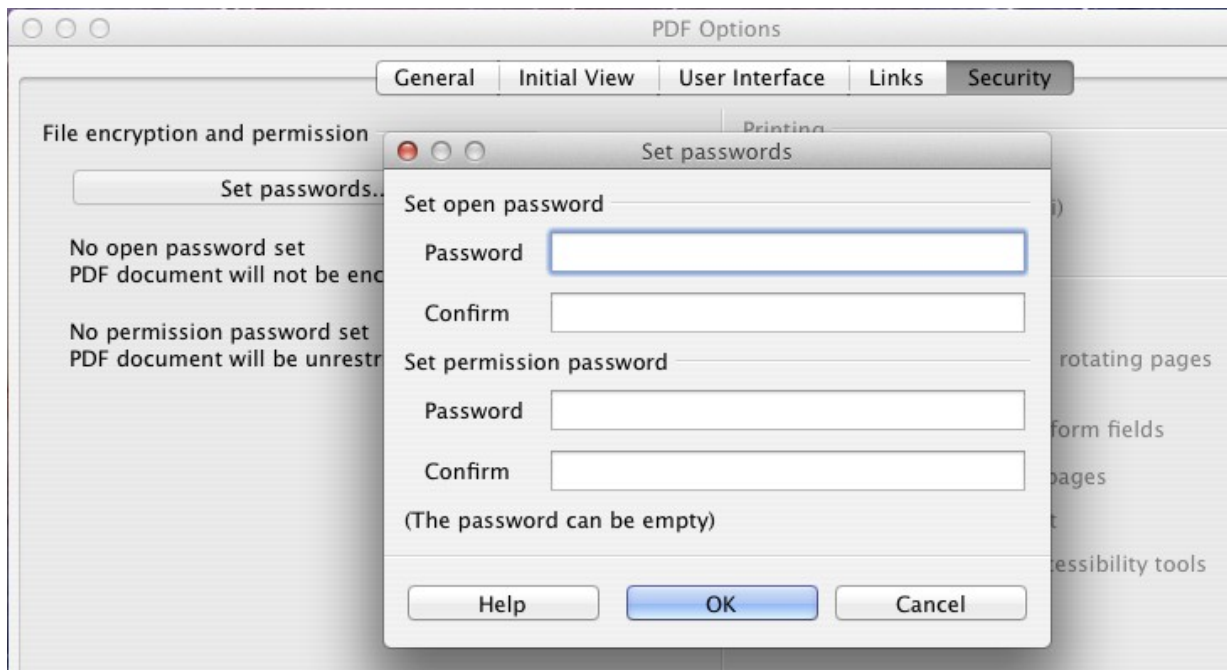 PDF Options
General Initial View User Interface Links Security
File encryption and permission
Printing
Set passwords..
No open password set
PDF document will not be enc
No permission password set
PDF document will be unrestr
i)
rotating pages
form fields
pages
t
cessibility tools
Set passwords
Set open password
Password
Confirm
Set permission password
Password
Confirm
(The password can be empty)
Help OK Cancel